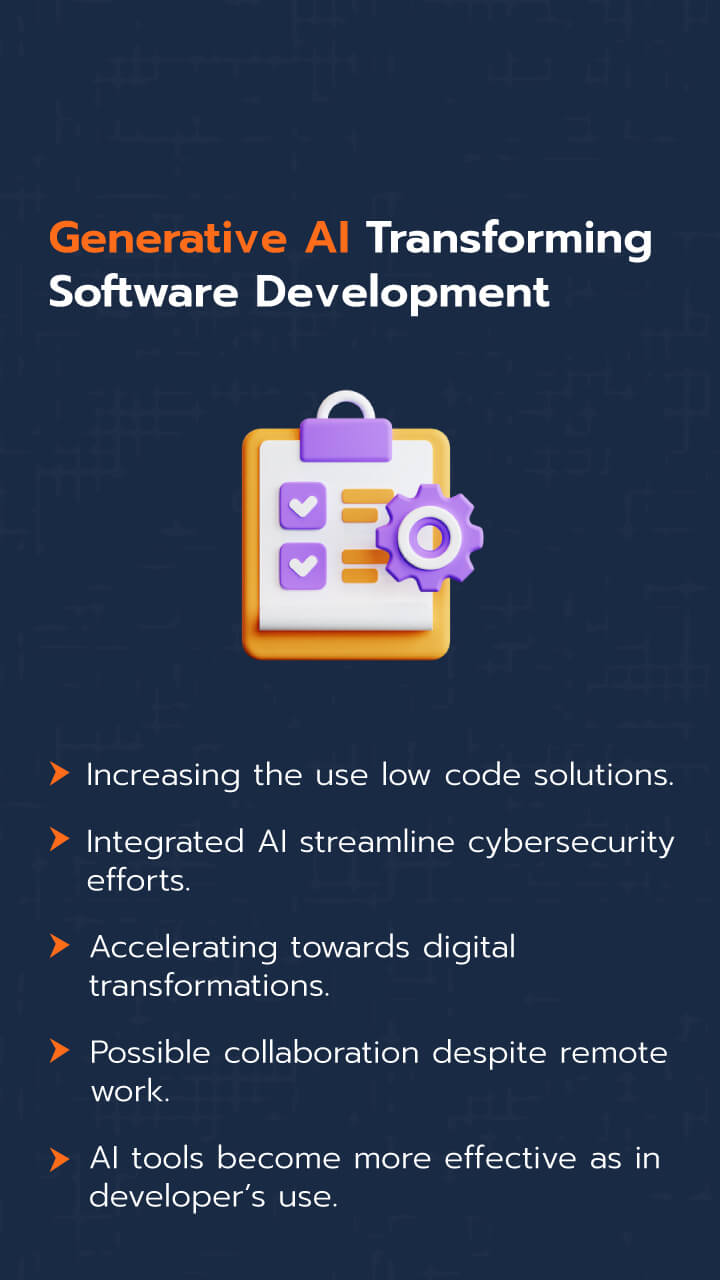 Generative AI Transforming
Software Development
Increasing the use low code solutions.
Integrated AI streamline cybersecurity
efforts.
Accelerating towards digital
transformations.
Possible collaboration despite remote
work.
AI tools become more effective as in
developer’s use.